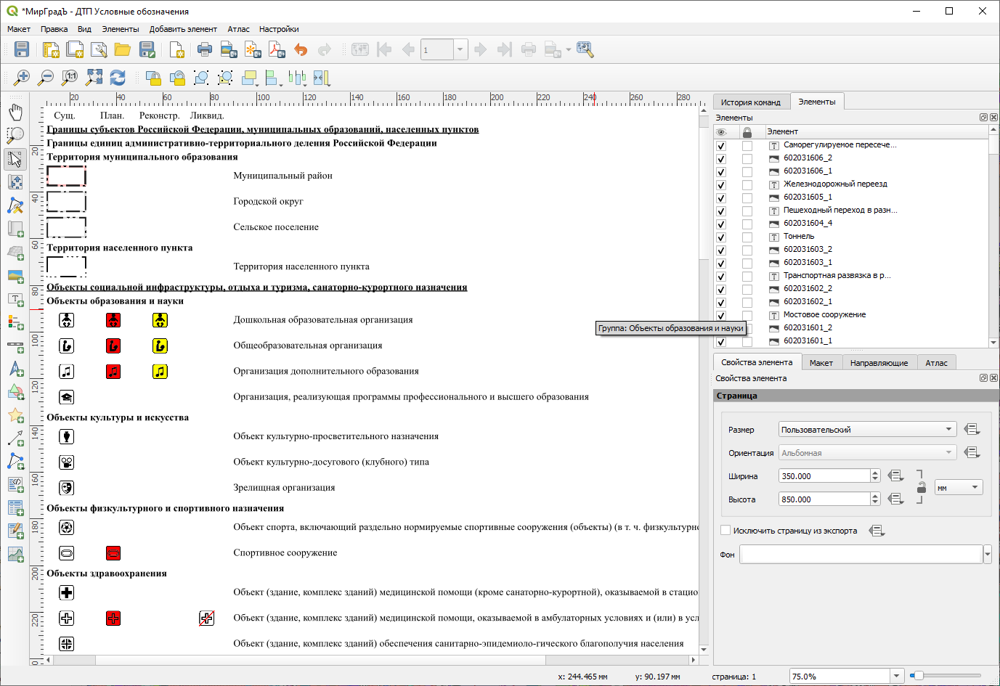 *МирГрадЪ - ДТП Условные обозначения
Макет Правка Вид Элементы Добавить элемент Атлас Настройки
1
1:1
20 40 60 80 100 120 140 160 180 200 220 240 260 280
20
40
60
80
100
120
140
160
180
200
220
Сущ. План. Реконстр. Ликвид.
Границы субъектов Российской Федерации, муниципальных образований, населенных пунктов
Границы единиц административно-территориального деления Российской Федерации
Территория муниципального образования
Муниципальный район
Городской округ
Сельское поселение
Территория населенного пункта
Территория населенного пункта
Объекты социальной инфраструктуры, отдыха и туризма, санаторно-курортного назначения
Объекты образования и науки
Дошкольная образовательная организация
Общеобразовательная организация
Организация дополнительного образования
Организация, реализующая программы профессионального и высшего образования
Объекты культуры и искусства
Объект культурно-просветительного назначения
Объект культурно-досугового (клубного) типа
Зрелищная организация
Объекты физкультурного и спортивного назначения
Объект спорта, включающий раздельно нормируемые спортивные сооружения (объекты) (в т. ч. физкультурно
Спортивное сооружение
Объекты здравоохранения
Объект (здание, комплекс зданий) медицинской помощи (кроме санаторно-курортной), оказываемой в стацио
Объект (здание, комплекс зданий) медицинской помощи, оказываемой в амбулаторных условиях и (или) в усл
Объект (здание, комплекс зданий) обеспечения санитарно-эпидемиоло-гического благополучия населения
Группа: Объекты образования и науки
История команд Элементы
Элементы
Элемент
Саморегулируемое пересече...
602031606_2
602031606_1
Железнодорожный переезд
602031605_1
Пешеходный переход в разн...
602031604_4
Тоннель
602031603_2
602031603_1
Транспортная развязка в р...
602031602_2
602031602_1
Мостовое сооружение
602031601_2
602031601_1
Свойства элемента Макет Направляющие Атлас
Свойства элемента
Страница
Размер Пользовательский
Ориентация Альбомная
Ширина 350.000
мм
Высота 850.000
Исключить страницу из экспорта
Фон
x: 244.465 мм y: 90.197 мм страница: 1 75.0%